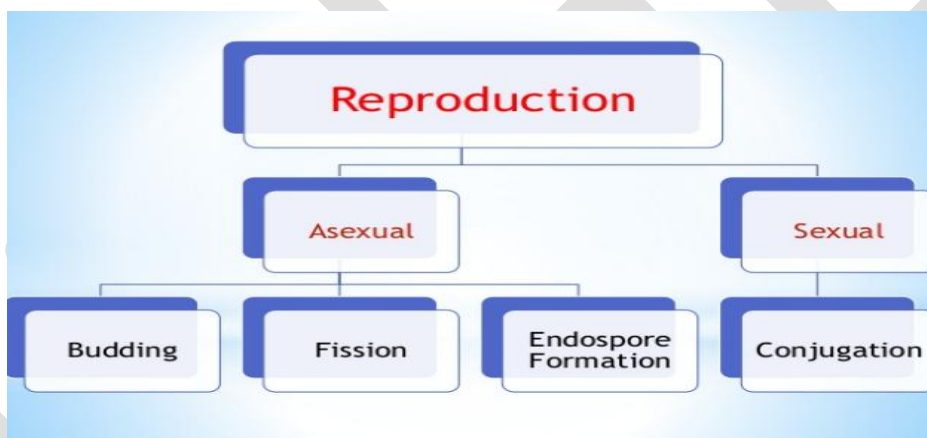 Reproduction
Asexual
Sexual
Budding
Fission
Endospore
Formation
Conjugation